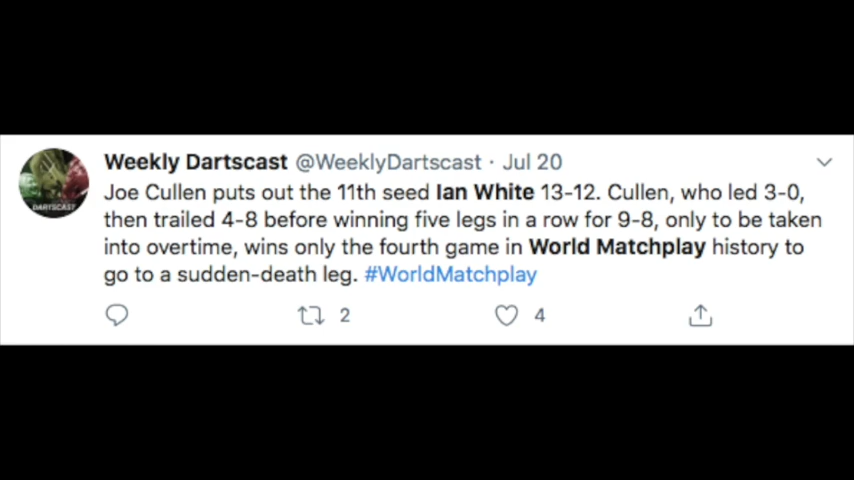 Weekly Dartscast @WeeklyDartscast · Jul 20
Joe Cullen puts out the 11th seed Ian White 13-12. Cullen, who led 3-0,
then trailed 4-8 before winning five legs in a row for 9-8, only to be taken
into overtime, wins only the fourth game in World Matchplay history to
go to a sudden-death leg. #WorldMatchplay
2 4
DARTSCAST